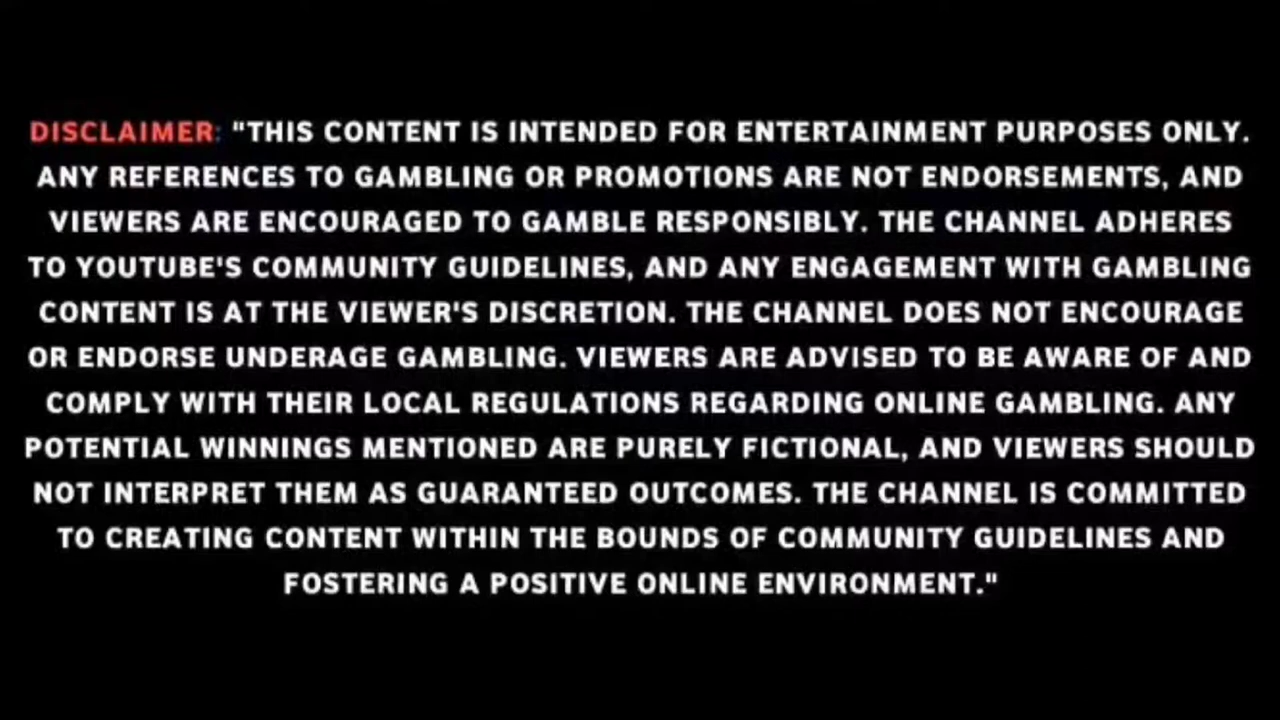 DISCLAIMER: "THIS CONTENT IS INTENDED FOR ENTERTAINMENT PURPOSES ONLY.
ANY REFERENCES TO GAMBLING OR PROMOTIONS ARE NOT ENDORSEMENTS, AND
VIEWERS ARE ENCOURAGED TO GAMBLE RESPONSIBLY. THE CHANNEL ADHERES
TO YOUTUBE'S COMMUNITY GUIDELINES, AND ANY ENGAGEMENT WITH GAMBLING
CONTENT IS AT THE VIEWER'S DISCRETION. THE CHANNEL DOES NOT ENCOURAGE
OR ENDORSE UNDERAGE GAMBLING. VIEWERS ARE ADVISED TO BE AWARE OF AND
COMPLY WITH THEIR LOCAL REGULATIONS REGARDING ONLINE GAMBLING. ANY
POTENTIAL WINNINGS MENTIONED ARE PURELY FICTIONAL, AND VIEWERS SHOULD
NOT INTERPRET THEM AS GUARANTEED OUTCOMES. THE CHANNEL IS COMMITTED
TO CREATING CONTENT WITHIN THE BOUNDS OF COMMUNITY GUIDELINES AND
FOSTERING A POSITIVE ONLINE ENVIRONMENT."